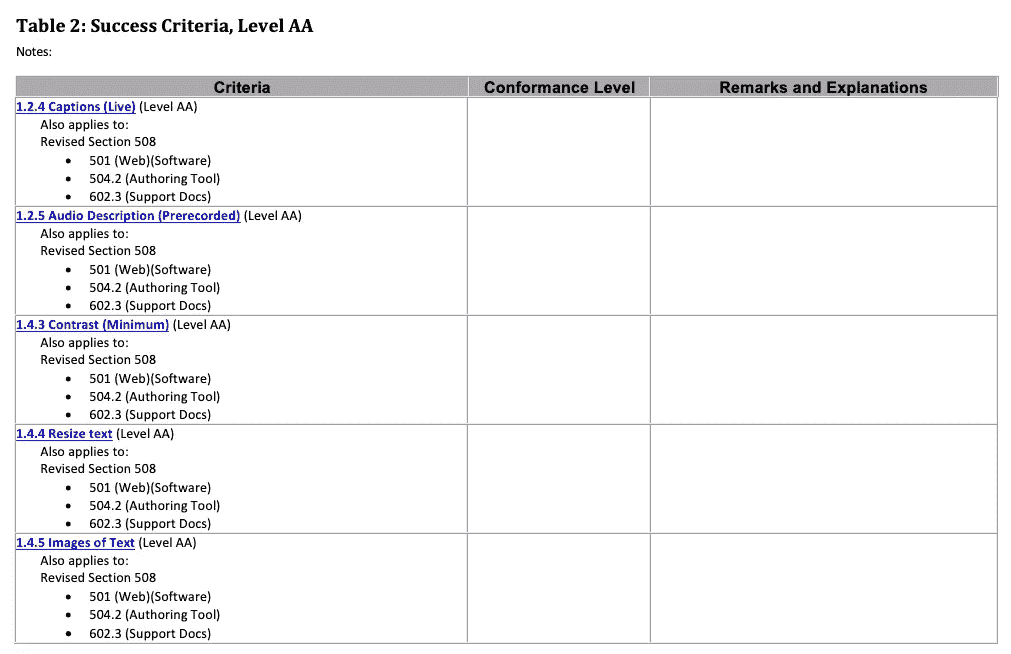 Table 2: Success Criteria, Level AA
Notes:
Criteria Conformance Level Remarks and Explanations
1.2.4 Captions (Live) (Level AA)
Also applies to:
Revised Section 508
• 501 (Web)(Software)
• 504.2 (Authoring Tool)
• 602.3 (Support Docs)
1.2.5 Audio Description (Prerecorded) (Level AA)
Also applies to:
Revised Section 508
• 501 (Web)(Software)
• 504.2 (Authoring Tool)
• 602.3 (Support Docs)
1.4.3 Contrast (Minimum) (Level AA)
Also applies to:
Revised Section 508
• 501 (Web)(Software)
• 504.2 (Authoring Tool)
• 602.3 (Support Docs)
1.4.4 Resize text (Level AA)
Also applies to:
Revised Section 508
• 501 (Web)(Software)
• 504.2 (Authoring Tool)
• 602.3 (Support Docs)
1.4.5 Images of Text (Level AA)
Also applies to:
Revised Section 508
• 501 (Web)(Software)
• 504.2 (Authoring Tool)
• 602.3 (Support Docs)